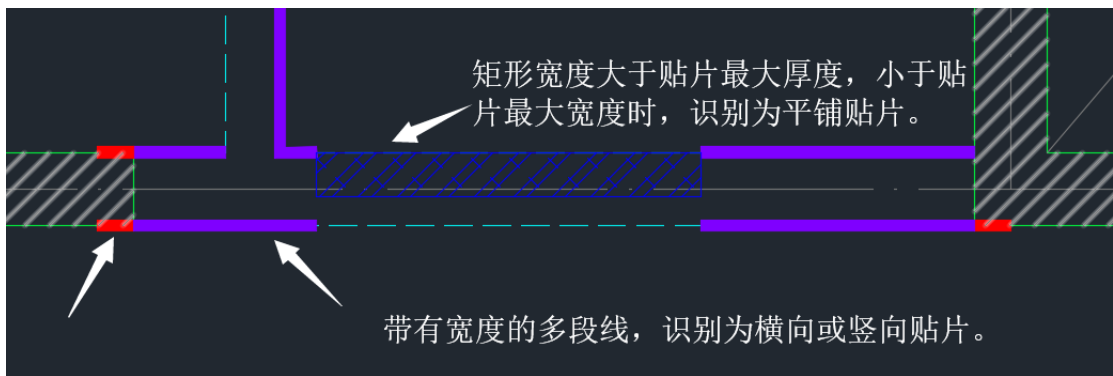 矩形宽度大于贴片最大厚度，小于贴
片最大宽度时，识别为平铺贴片。
带有宽度的多段线，识别为横向或竖向贴片。